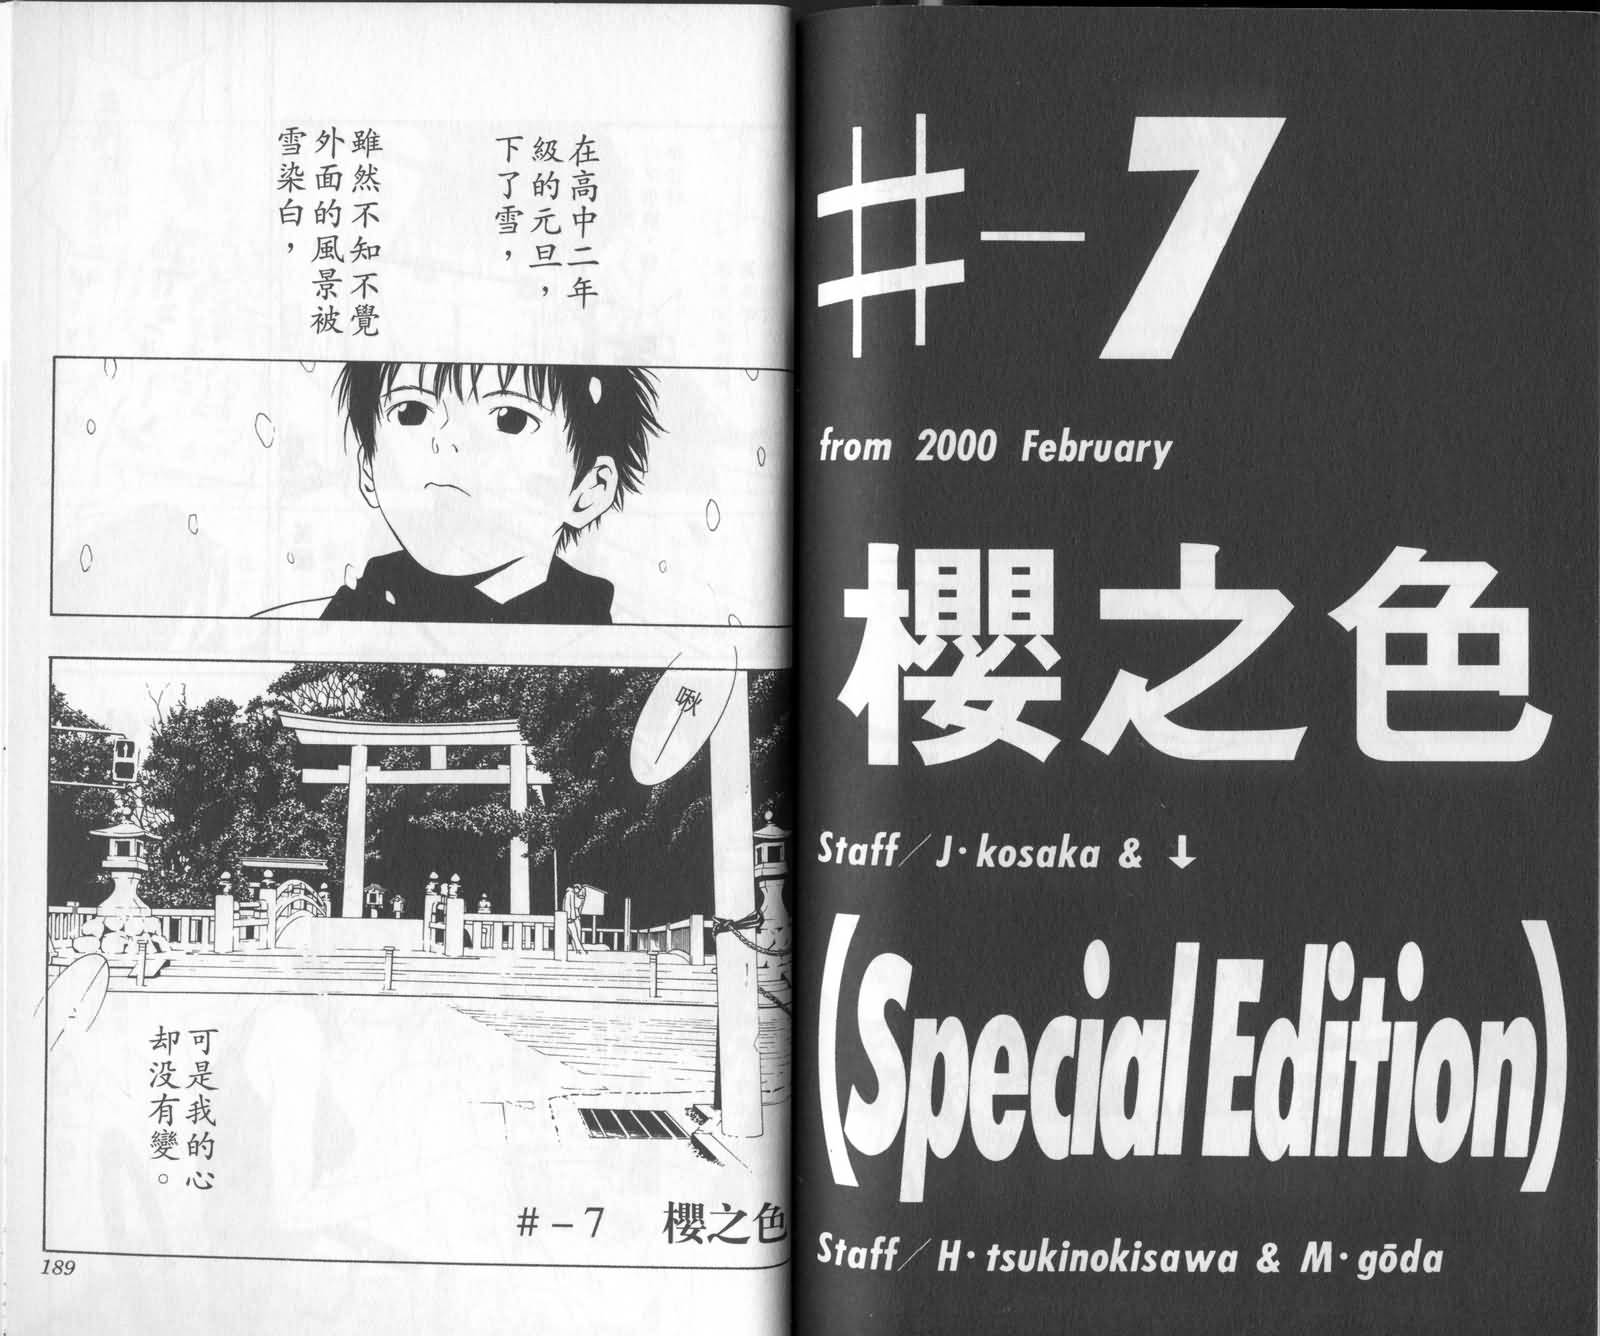 #-7
from 2000 February
櫻之色
Staff／J·kosaka & ↓
(Special Edition)
Staff／H·tsukinokisawa & M·gōda
在高中二年
級的元旦，
下了雪，
雖然不知不覺
外面的風景被
雪染白，
啾
可是我的心
却没有變。
#-7 櫻之色
189